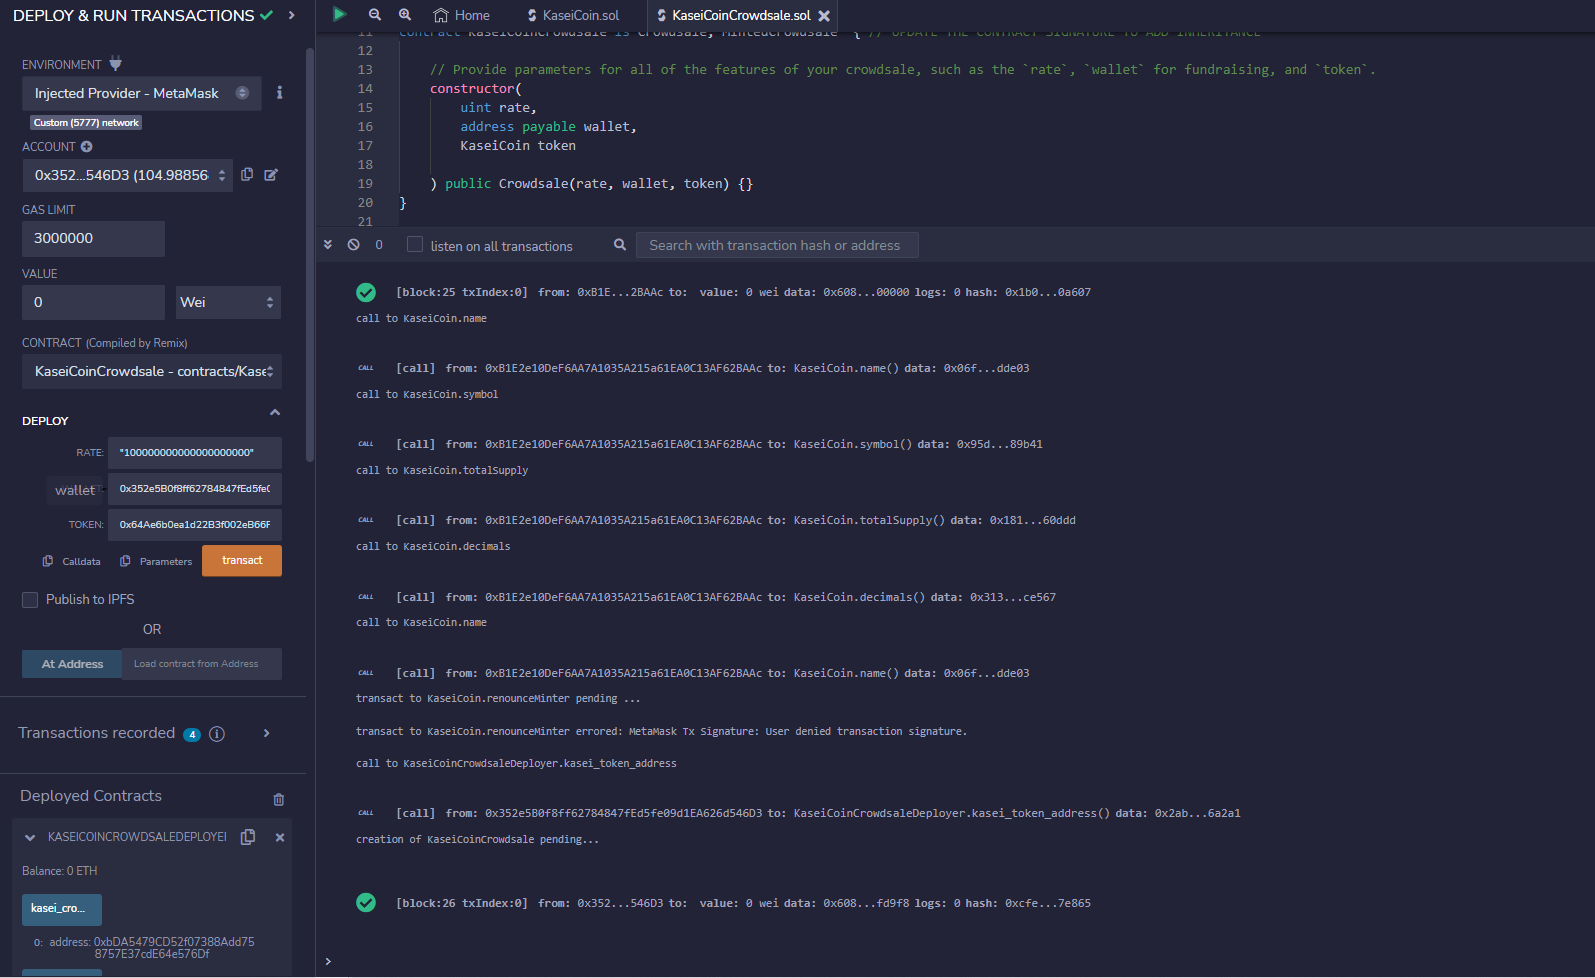 DEPLOY & RUN TRANSACTIONS
ENVIRONMENT
Injected Provider - MetaMask
Custom (5777) network
ACCOUNT
0x352...546D3 (104.98856
GAS LIMIT
3000000
VALUE
0
Wei
CONTRACT (Compiled by Remix)
KaseiCoinCrowdsale - contracts/Kase
DEPLOY
RATE:
"100000000000000000000"
wallet
0x352e5B0f8ff62784847fEd5fe0
TOKEN:
0x64Ae6b0ea1d22B3f002eB66F
Calldata
Parameters
transact
Publish to IPFS
OR
At Address
Load contract from Address
Transactions recorded 4
Deployed Contracts
KASEICOINCROWDSALEDEPLOYEI
Balance: 0 ETH
kasei_cro...
0: address: 0xbDA5479CD52f07388Add75
8757E37cdE64e576Df
Home
KaseiCoin.sol
KaseiCoinCrowdsale.sol
11 contract KaseiCoinCrowdsale is Crowdsale, MintedCrowdsale { // UPDATE THE CONTRACT SIGNATURE TO ADD INHERITANCE
12
13 // Provide parameters for all of the features of your crowdsale, such as the `rate`, `wallet` for fundraising, and `token`.
14 constructor(
15 uint rate,
16 address payable wallet,
17 KaseiCoin token
18
19 ) public Crowdsale(rate, wallet, token) {}
20 }
21
0
listen on all transactions
Search with transaction hash or address
[block:25 txIndex:0] from: 0xB1E...2BAAc to: value: 0 wei data: 0x608...00000 logs: 0 hash: 0x1b0...0a607
call to KaseiCoin.name
CALL [call] from: 0xB1E2e10DeF6AA7A1035A215a61EA0C13AF62BAAc to: KaseiCoin.name() data: 0x06f...dde03
call to KaseiCoin.symbol
CALL [call] from: 0xB1E2e10DeF6AA7A1035A215a61EA0C13AF62BAAc to: KaseiCoin.symbol() data: 0x95d...89b41
call to KaseiCoin.totalSupply
CALL [call] from: 0xB1E2e10DeF6AA7A1035A215a61EA0C13AF62BAAc to: KaseiCoin.totalSupply() data: 0x181...60ddd
call to KaseiCoin.decimals
CALL [call] from: 0xB1E2e10DeF6AA7A1035A215a61EA0C13AF62BAAc to: KaseiCoin.decimals() data: 0x313...ce567
call to KaseiCoin.name
CALL [call] from: 0xB1E2e10DeF6AA7A1035A215a61EA0C13AF62BAAc to: KaseiCoin.name() data: 0x06f...dde03
transact to KaseiCoin.renounceMinter pending ...
transact to KaseiCoin.renounceMinter errored: MetaMask Tx Signature: User denied transaction signature.
call to KaseiCoinCrowdsaleDeployer.kasei_token_address
CALL [call] from: 0x352e5B0f8ff62784847fEd5fe09d1EA626d546D3 to: KaseiCoinCrowdsaleDeployer.kasei_token_address() data: 0x2ab...6a2a1
creation of KaseiCoinCrowdsale pending...
[block:26 txIndex:0] from: 0x352...546D3 to: value: 0 wei data: 0x608...fd9f8 logs: 0 hash: 0xcfe...7e865
>